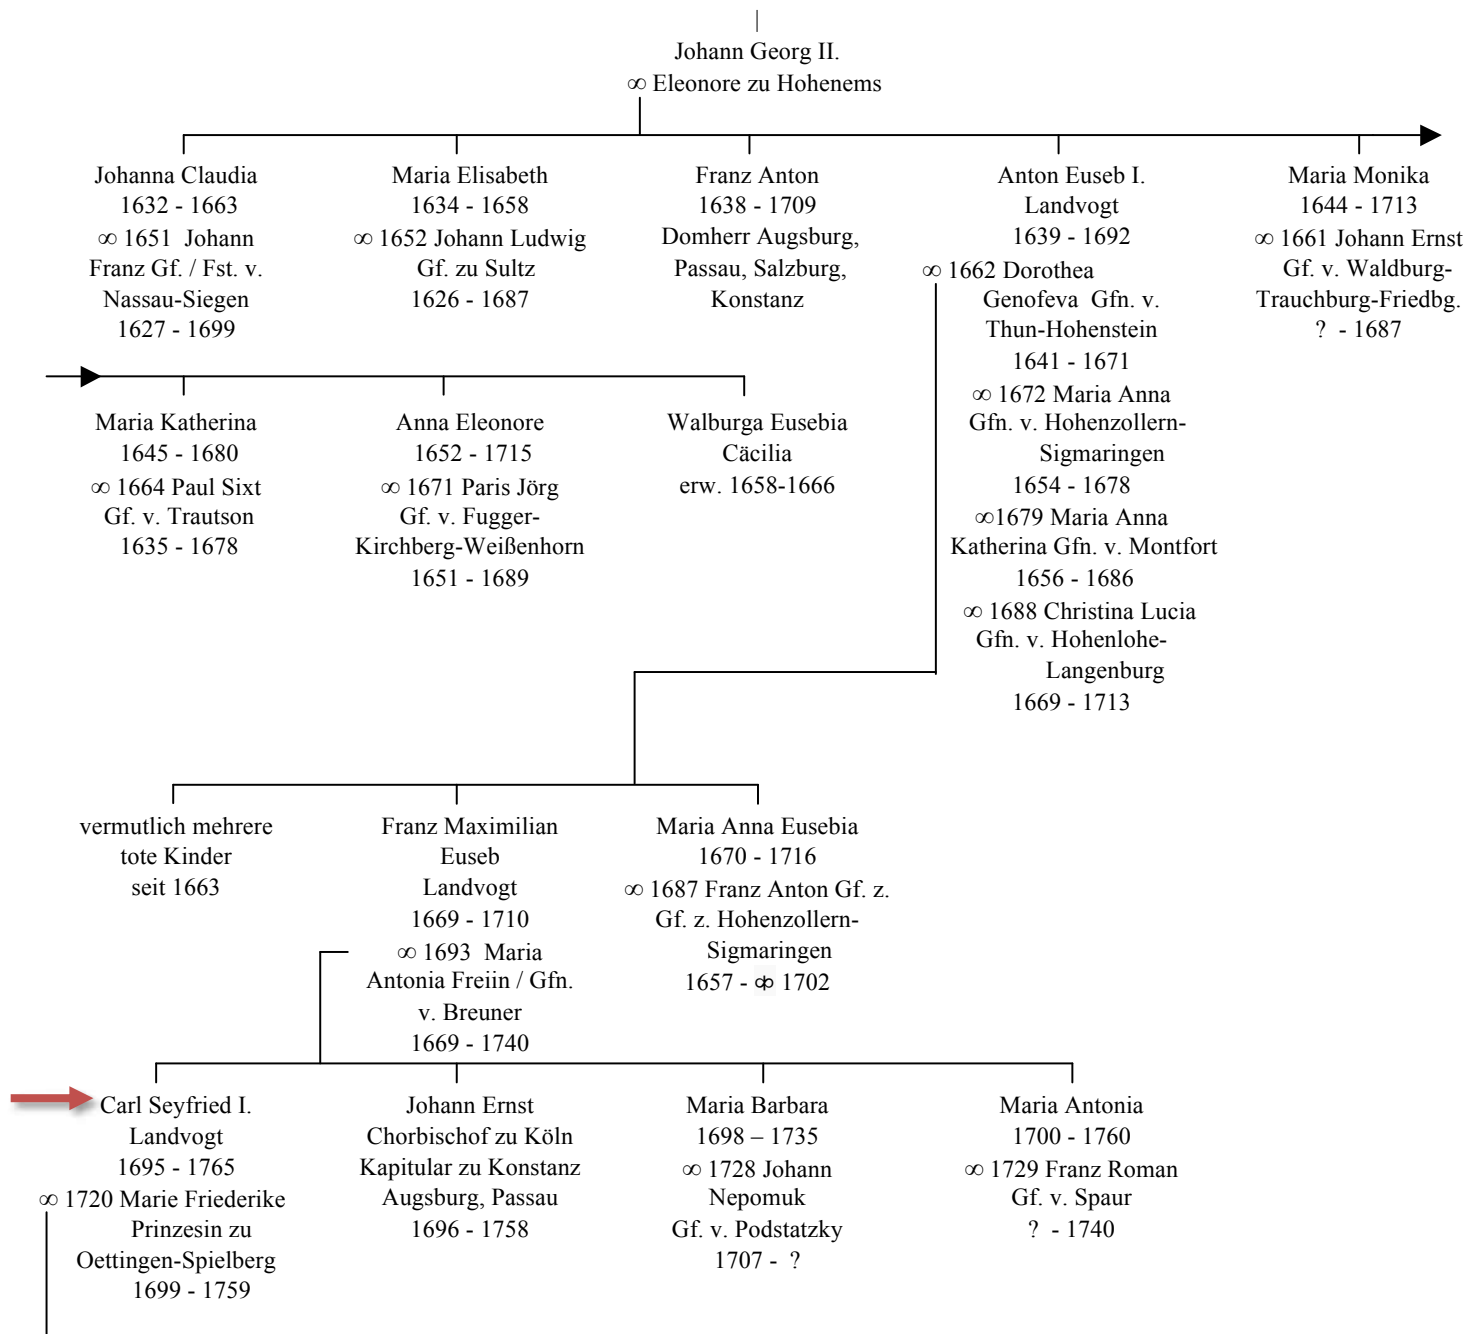 Johann Georg II.
∞ Eleonore zu Hohenems
Johanna Claudia
1632 - 1663
∞ 1651 Johann
Franz Gf. / Fst. v.
Nassau-Siegen
1627 - 1699
Maria Elisabeth
1634 - 1658
∞ 1652 Johann Ludwig
Gf. zu Sultz
1626 - 1687
Franz Anton
1638 - 1709
Domherr Augsburg,
Passau, Salzburg,
Konstanz
Anton Euseb I.
Landvogt
1639 - 1692
∞ 1662 Dorothea
Genofeva Gfn. v.
Thun-Hohenstein
1641 - 1671
∞ 1672 Maria Anna
Gfn. v. Hohenzollern-
Sigmaringen
1654 - 1678
∞1679 Maria Anna
Katherina Gfn. v. Montfort
1656 - 1686
∞ 1688 Christina Lucia
Gfn. v. Hohenlohe-
Langenburg
1669 - 1713
Maria Monika
1644 - 1713
∞ 1661 Johann Ernst
Gf. v. Waldburg-
Trauchburg-Friedbg.
? - 1687
Maria Katherina
1645 - 1680
∞ 1664 Paul Sixt
Gf. v. Trautson
1635 - 1678
Anna Eleonore
1652 - 1715
∞ 1671 Paris Jörg
Gf. v. Fugger-
Kirchberg-Weißenhorn
1651 - 1689
Walburga Eusebia
Cäcilia
erw. 1658-1666
vermutlich mehrere
tote Kinder
seit 1663
Franz Maximilian
Euseb
Landvogt
1669 - 1710
∞ 1693 Maria
Antonia Freiin / Gfn.
v. Breuner
1669 - 1740
Maria Anna Eusebia
1670 - 1716
∞ 1687 Franz Anton Gf. z.
Gf. z. Hohenzollern-
Sigmaringen
1657 - ȹ 1702
Carl Seyfried I.
Landvogt
1695 - 1765
∞ 1720 Marie Friederike
Prinzesin zu
Oettingen-Spielberg
1699 - 1759
Johann Ernst
Chorbischof zu Köln
Kapitular zu Konstanz
Augsburg, Passau
1696 - 1758
Maria Barbara
1698 – 1735
∞ 1728 Johann
Nepomuk
Gf. v. Podstatzky
1707 - ?
Maria Antonia
1700 - 1760
∞ 1729 Franz Roman
Gf. v. Spaur
? - 1740